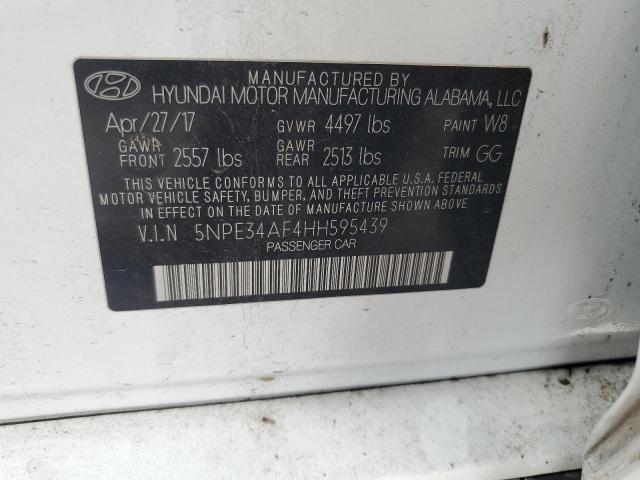 MANUFACTURED BY
HYUNDAI MOTOR MANUFACTURING ALABAMA, LLC
Apr/27/17 GVWR 4497 lbs PAINT W8
GAWR FRONT 2557 lbs GAWR REAR 2513 lbs TRIM GG
THIS VEHICLE CONFORMS TO ALL APPLICABLE U.S.A. FEDERAL
MOTOR VEHICLE SAFETY, BUMPER, AND THEFT PREVENTION STANDARDS
IN EFFECT ON THE DATE OF MANUFACTURE SHOWN ABOVE.
V.I.N 5NPE34AF4HH595439
PASSENGER CAR